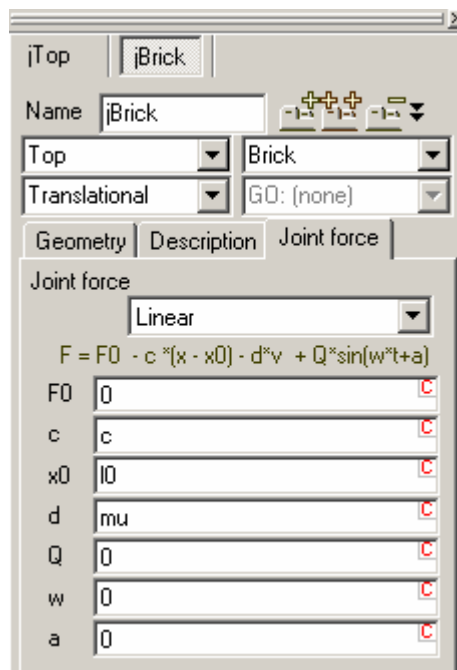 jTop jBrick
Name jBrick
Top Brick
Translational GO: (none)
Geometry Description Joint force
Joint force
Linear
F = F0 - c *(x - x0) - d*v + Q*sin(w*t+a)
F0 0 C
c c C
x0 l0 C
d mu C
Q 0 C
w 0 C
a 0 C